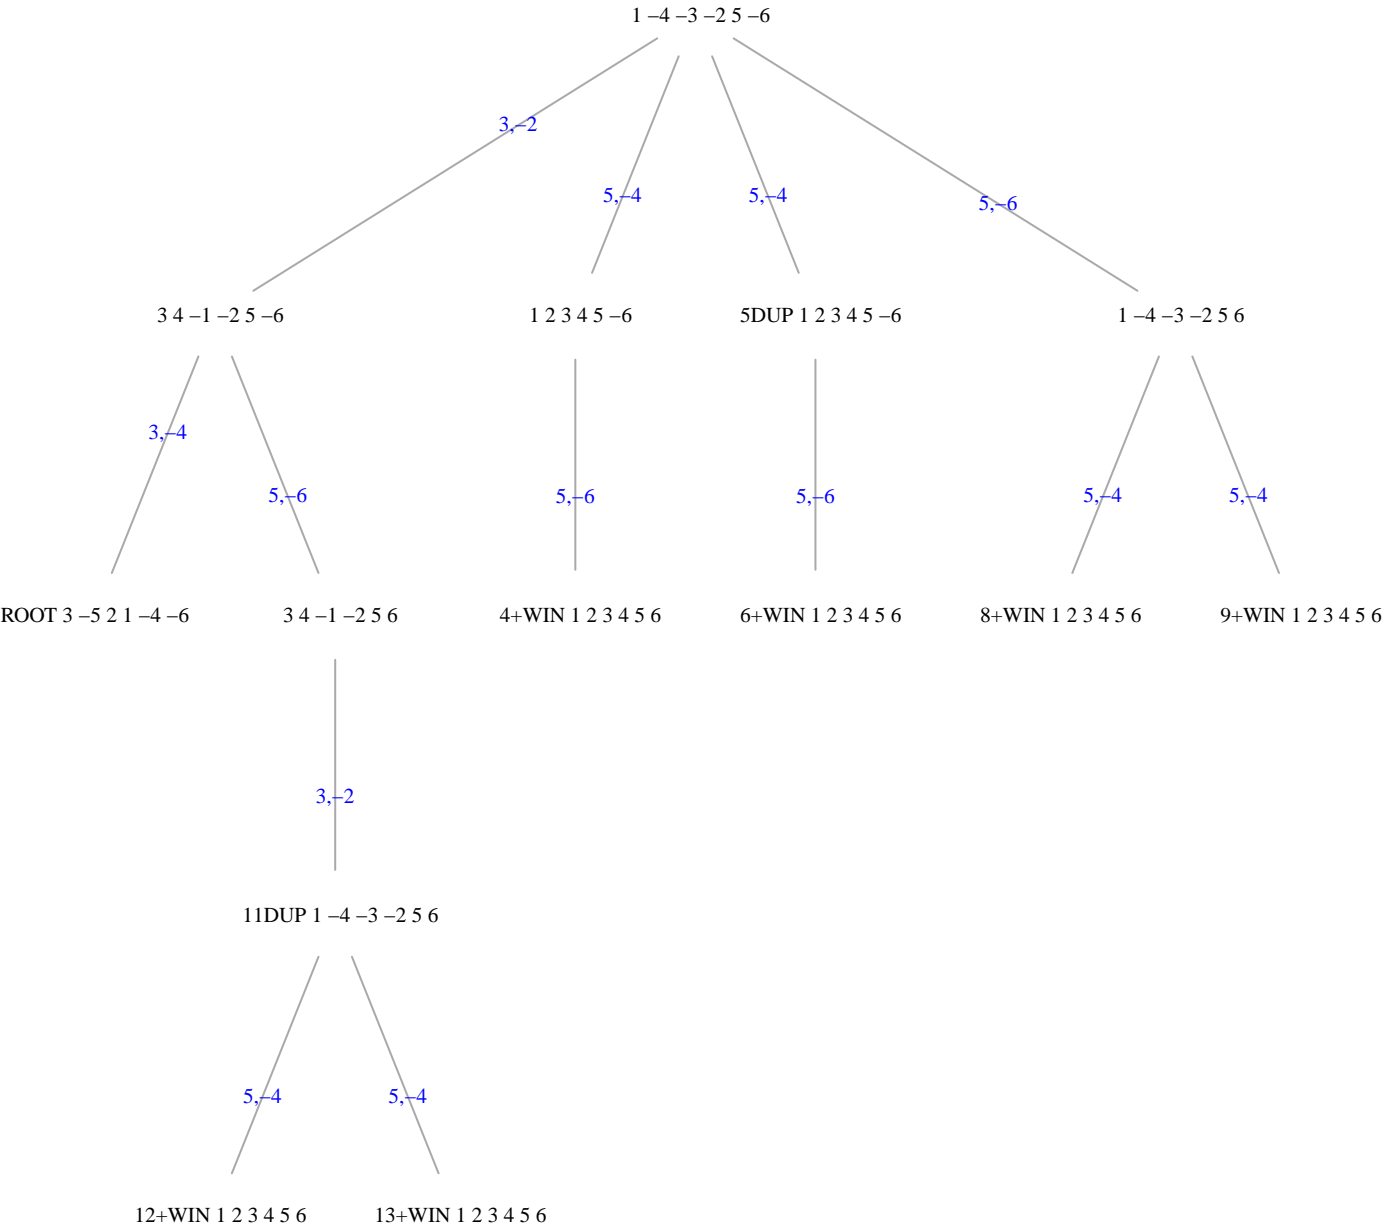 1 –4 –3 –2 5 –6
3,–2
5,–4
5,–4
5,–6
3 4 –1 –2 5 –6
1 2 3 4 5 –6
5DUP 1 2 3 4 5 –6
1 –4 –3 –2 5 6
3,–4
5,–6
5,–6
5,–6
5,–4
5,–4
ROOT 3 –5 2 1 –4 –6
3 4 –1 –2 5 6
4+WIN 1 2 3 4 5 6
6+WIN 1 2 3 4 5 6
8+WIN 1 2 3 4 5 6
9+WIN 1 2 3 4 5 6
3,–2
11DUP 1 –4 –3 –2 5 6
5,–4
5,–4
12+WIN 1 2 3 4 5 6
13+WIN 1 2 3 4 5 6